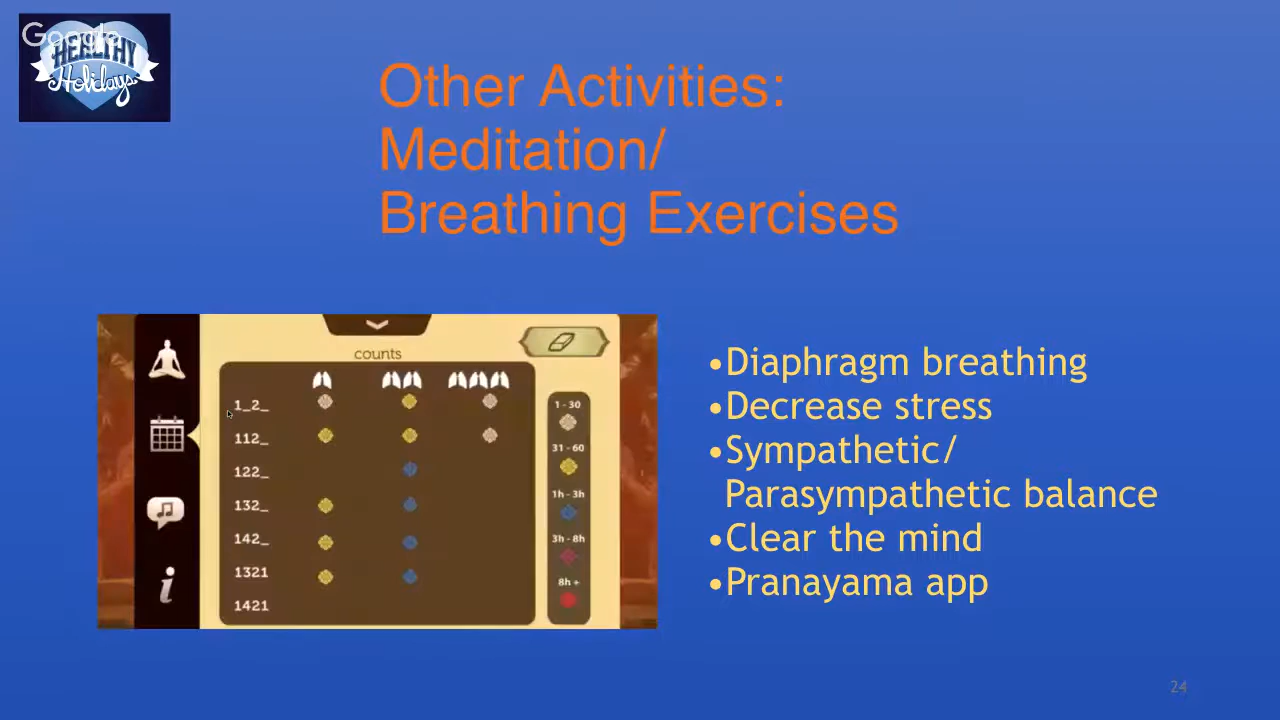 Google
HEALTHY
Holidays
Other Activities:
Meditation/
Breathing Exercises
counts
1_2_
112_
122_
132_
142_
1321
1421
1 - 30
31 - 60
1h - 3h
3h - 8h
8h +
i
•Diaphragm breathing
•Decrease stress
•Sympathetic/
Parasympathetic balance
•Clear the mind
•Pranayama app
24